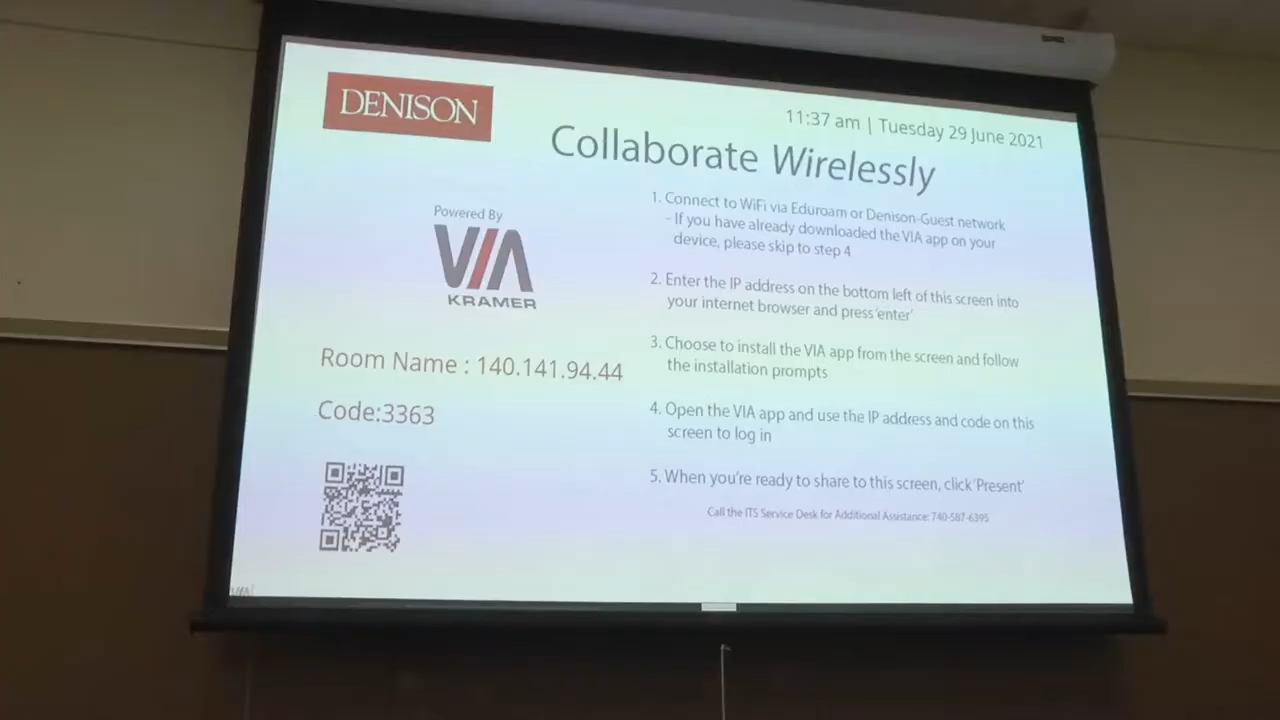 DENISON
11:37 am | Tuesday 29 June 2021
Collaborate Wirelessly
Powered By
VIA
KRAMER
Room Name : 140.141.94.44
Code:3363
1. Connect to WiFi via Eduroam or Denison-Guest network
- If you have already downloaded the VIA app on your
device, please skip to step 4
2. Enter the IP address on the bottom left of this screen into
your internet browser and press 'enter'
3. Choose to install the VIA app from the screen and follow
the installation prompts
4. Open the VIA app and use the IP address and code on this
screen to log in
5. When you're ready to share to this screen, click 'Present'
Call the ITS Service Desk for Additional Assistance: 740-587-6395
VIA